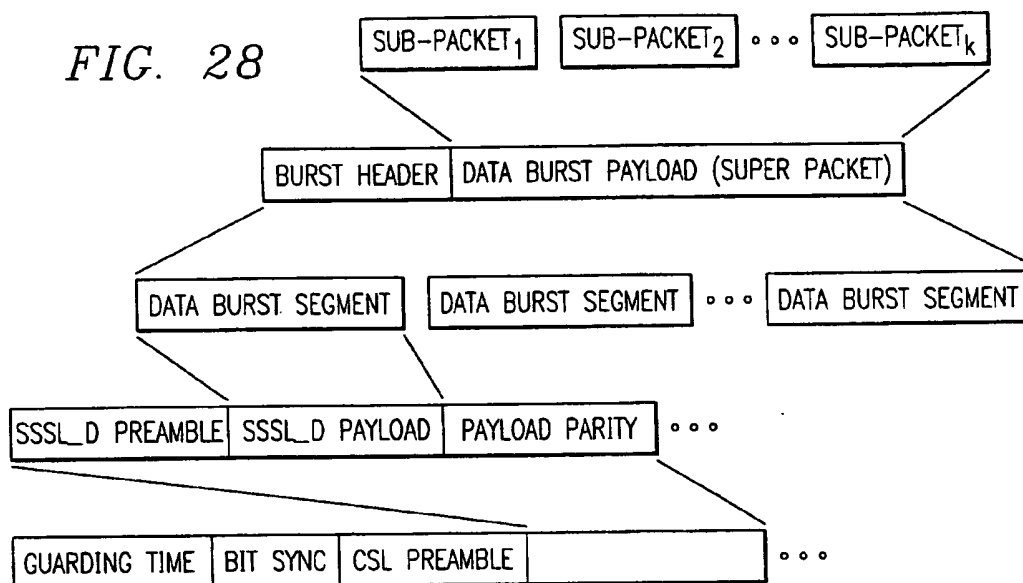 FIG. 28
SUB-PACKET1 SUB-PACKET2 ∘∘∘ SUB-PACKETk
BURST HEADER DATA BURST PAYLOAD (SUPER PACKET)
DATA BURST SEGMENT DATA BURST SEGMENT ∘∘∘ DATA BURST SEGMENT
SSSL_D PREAMBLE SSSL_D PAYLOAD PAYLOAD PARITY ∘∘∘
GUARDING TIME BIT SYNC CSL PREAMBLE ∘∘∘